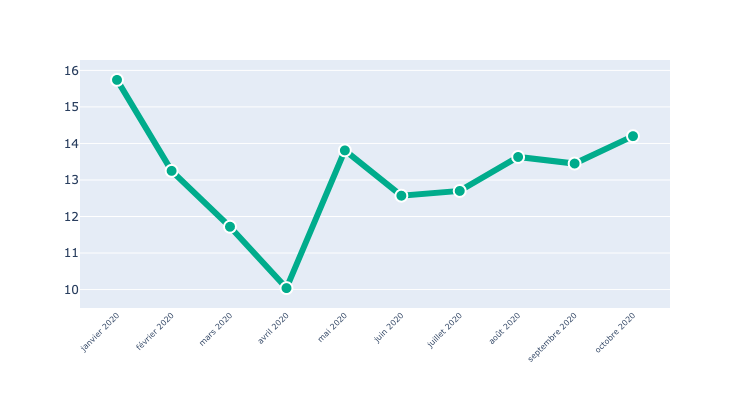 16
15
14
13
12
11
10
janvier 2020
février 2020
mars 2020
avril 2020
mai 2020
juin 2020
juillet 2020
août 2020
septembre 2020
octobre 2020